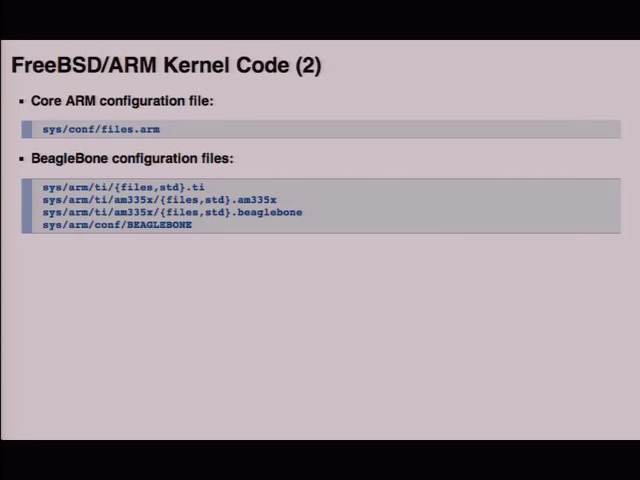 FreeBSD/ARM Kernel Code (2)
▪ Core ARM configuration file:
sys/conf/files.arm
▪ BeagleBone configuration files:
sys/arm/ti/{files,std}.ti
sys/arm/ti/am335x/{files,std}.am335x
sys/arm/ti/am335x/{files,std}.beaglebone
sys/arm/conf/BEAGLEBONE